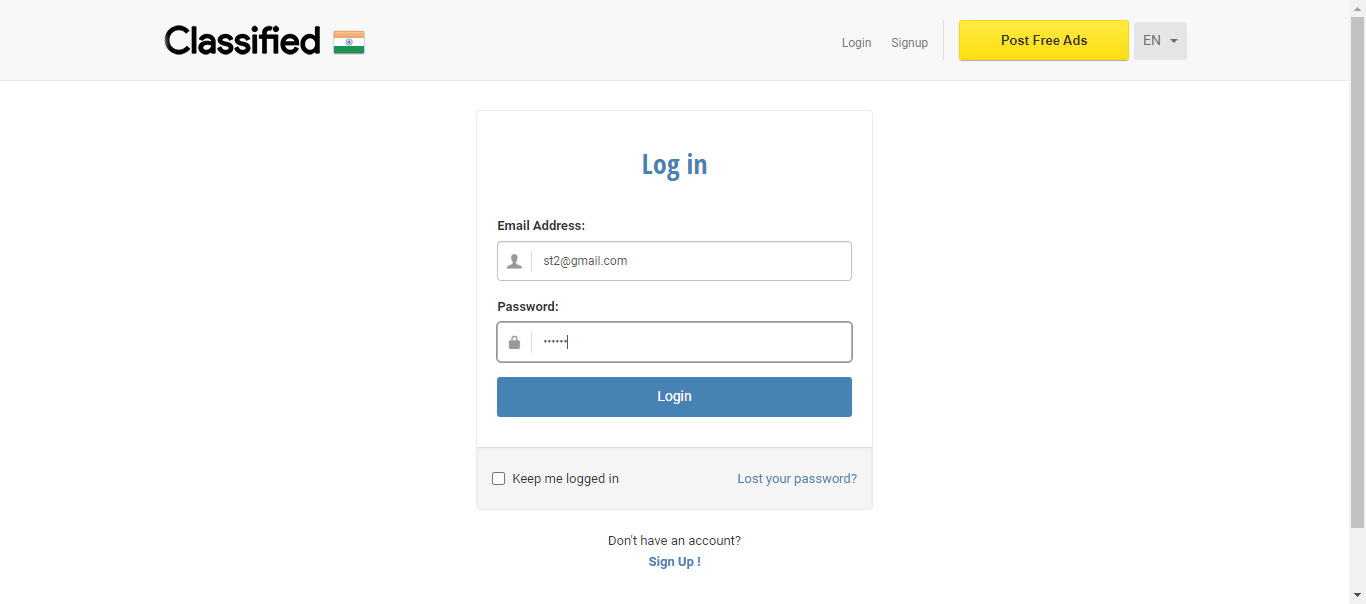 Classified
Login Signup Post Free Ads EN
Log in
Email Address:
st2@gmail.com
Password:
••••••
Login
Keep me logged in Lost your password?
Don't have an account?
Sign Up !